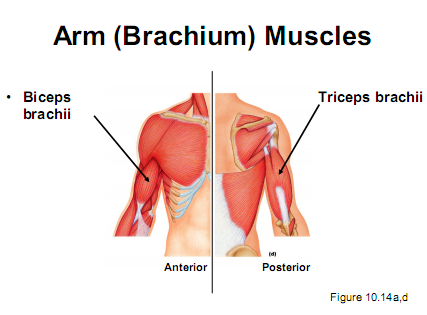 Arm (Brachium) Muscles
• Biceps
brachii
Triceps brachii
(d)
Anterior
Posterior
Figure 10.14a,d